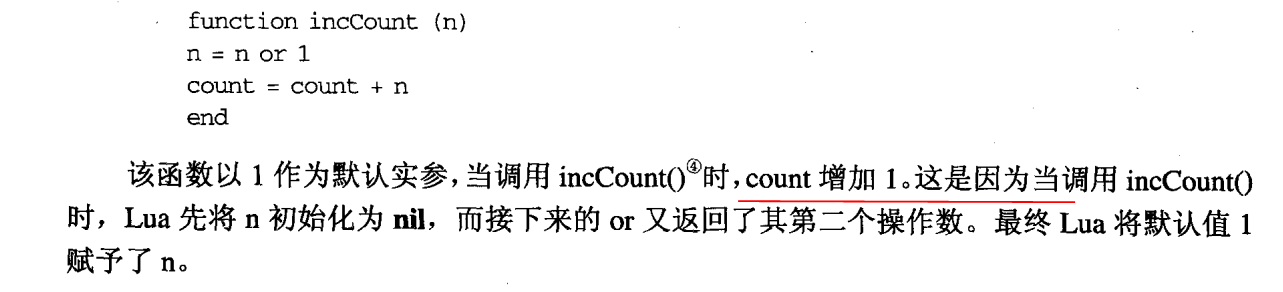 function incCount (n)
n = n or 1
count = count + n
end
该函数以 1 作为默认实参,当调用 incCount()④时,count 增加 1。这是因为当调用 incCount()
时，Lua 先将 n 初始化为 nil，而接下来的 or 又返回了其第二个操作数。最终 Lua 将默认值 1
赋予了 n。